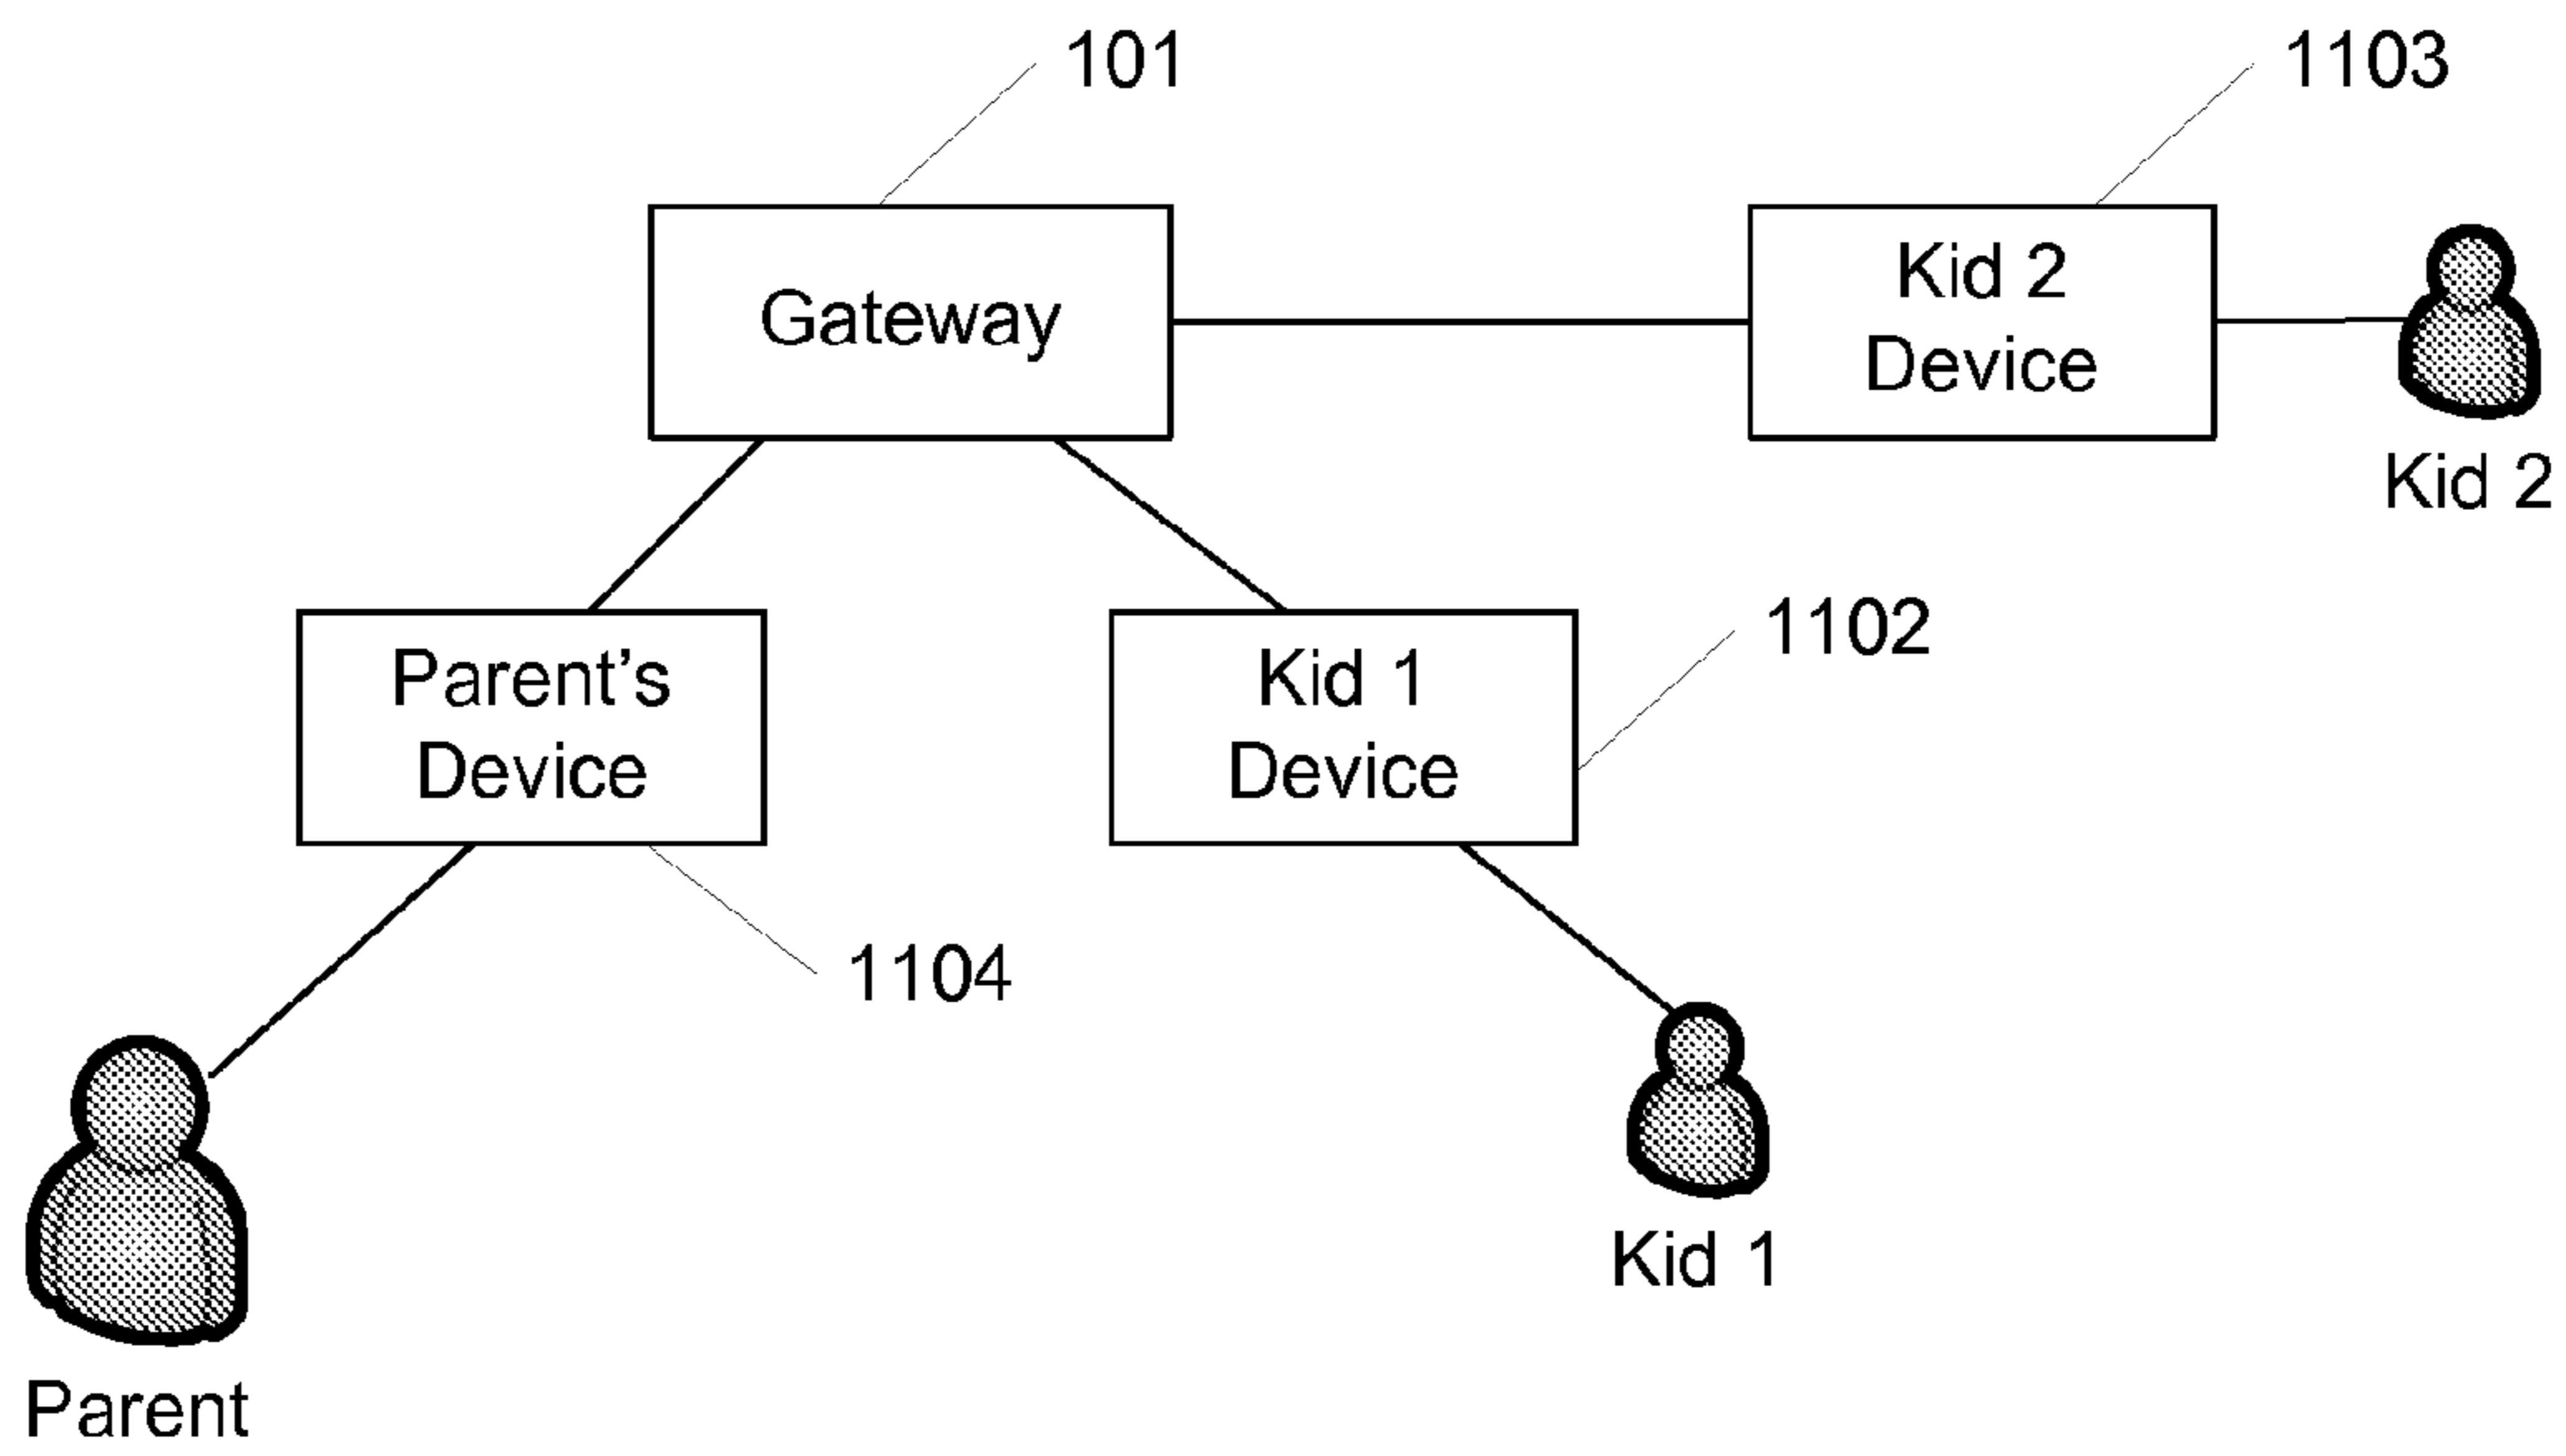 101
1103
Gateway
Kid 2
Device
Kid 2
Parent's
Device
Kid 1
Device
1102
1104
Kid 1
Parent